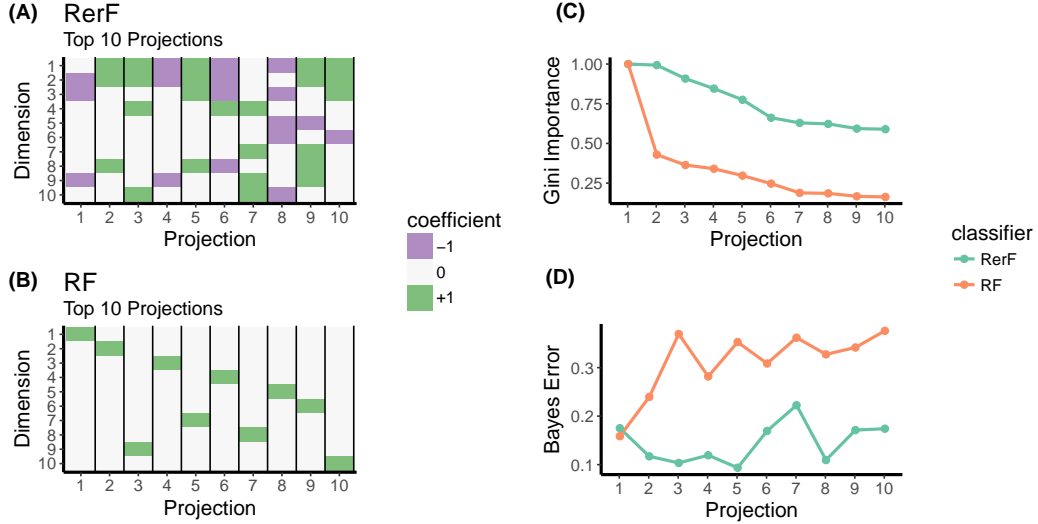 (A)
RerF
Top 10 Projections
Dimension
1
2
3
4
5
6
7
8
9
10
1 2 3 4 5 6 7 8 9 10
Projection
(B)
RF
Top 10 Projections
Dimension
1
2
3
4
5
6
7
8
9
10
1 2 3 4 5 6 7 8 9 10
Projection
coefficient
−1
0
+1
(C)
Gini Importance
1.00
0.75
0.50
0.25
1 2 3 4 5 6 7 8 9 10
Projection
(D)
Bayes Error
0.3
0.2
0.1
1 2 3 4 5 6 7 8 9 10
Projection
classifier
RerF
RF